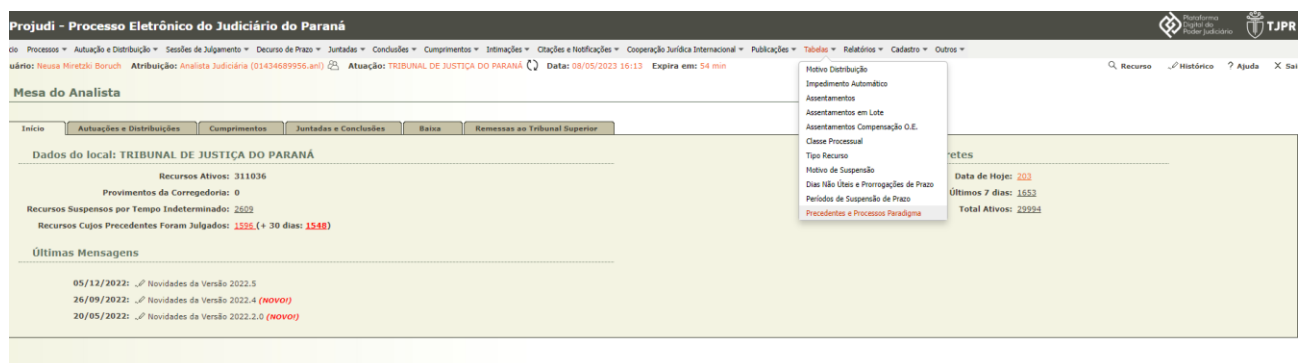 Projudi - Processo Eletrônico do Judiciário do Paraná
Plataforma Digital do Poder Judiciário TJPR
cio Processos Autuação e Distribuição Sessões de Julgamento Decurso de Prazo Juntadas Conclusões Cumprimentos Intimações Citações e Notificações Cooperação Jurídica Internacional Publicações Tabelas Relatórios Cadastro Outros
uário: Neusa Miretzki Boruch Atribuição: Analista Judiciária (01434689956.anl) Atuação: TRIBUNAL DE JUSTIÇA DO PARANÁ Data: 08/05/2023 16:13 Expira em: 54 min
Recurso Histórico ? Ajuda X Sai
Motivo Distribuição
Impedimento Automático
Assentamentos
Assentamentos em Lote
Assentamentos Compensação O.E.
Classe Processual
Tipo Recurso
Motivo de Suspensão
Dias Não Úteis e Prorrogações de Prazo
Períodos de Suspensão de Prazo
Precedentes e Processos Paradigma
Mesa do Analista
Início Autuações e Distribuições Cumprimentos Juntadas e Conclusões Baixa Remessas ao Tribunal Superior
Dados do local: TRIBUNAL DE JUSTIÇA DO PARANÁ
Recursos Ativos: 311036
Provimentos da Corregedoria: 0
Recursos Suspensos por Tempo Indeterminado: 2609
Recursos Cujos Precedentes Foram Julgados: 1596 (+ 30 dias: 1548)
retes
Data de Hoje: 203
Últimos 7 dias: 1653
Total Ativos: 29994
Últimas Mensagens
05/12/2022: Novidades da Versão 2022.5
26/09/2022: Novidades da Versão 2022.4 (NOVO!)
20/05/2022: Novidades da Versão 2022.2.0 (NOVO!)